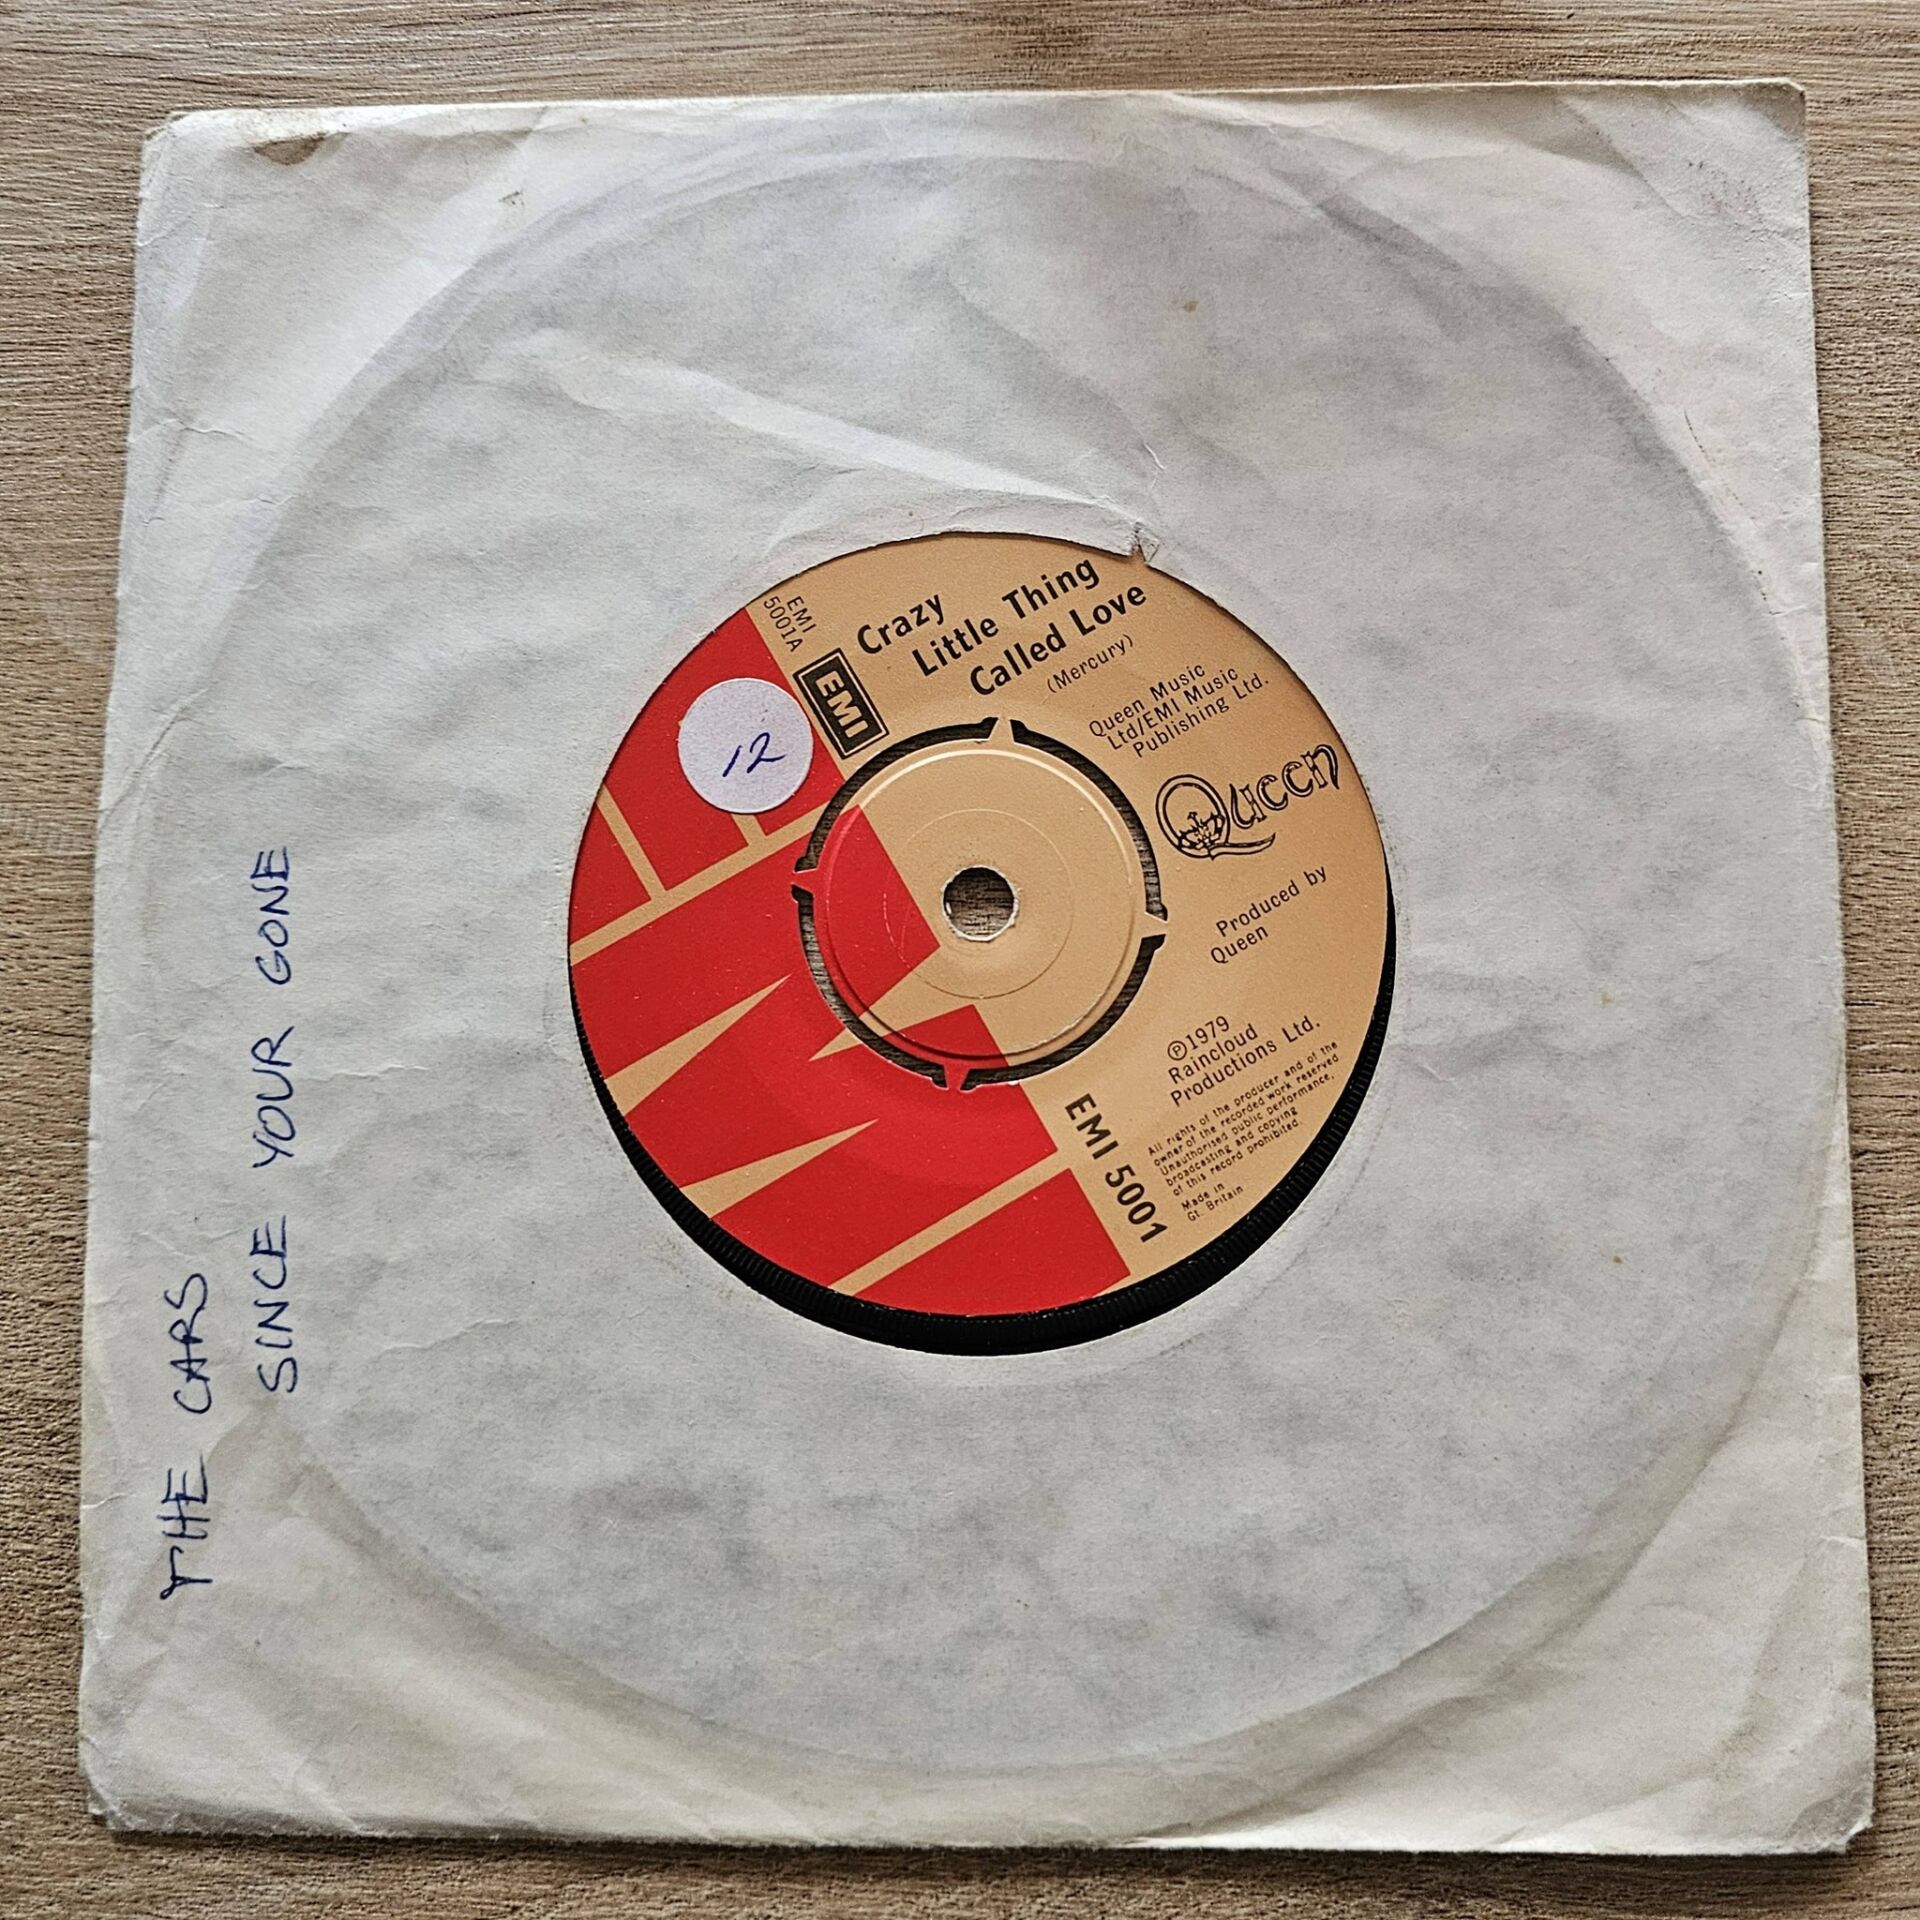 THE CARS
SINCE YOUR GONE
12
EMI
5001A
EMI
Crazy
Little Thing
Called Love
(Mercury)
Queen Music
Ltd/EMI Music
Publishing Ltd.
Queen
Produced by
Queen
℗1979
Raincloud
Productions Ltd.
All rights of the producer and of the
owner of the recorded work reserved
Unauthorised public performance,
broadcasting and copying
of this record prohibited.
Made in
Gt. Britain
EMI 5001